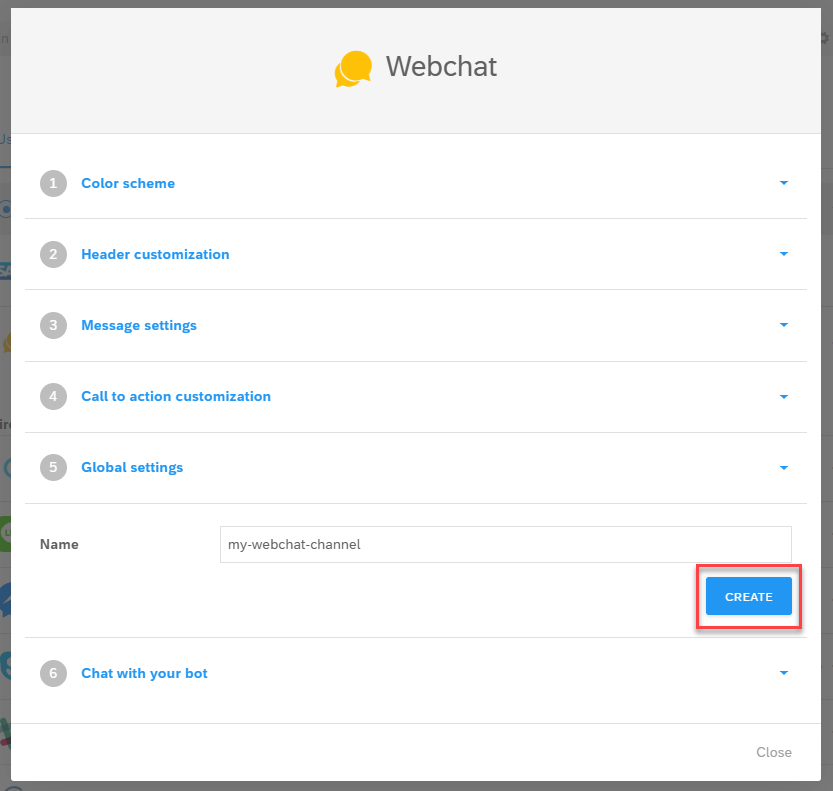 Webchat
1 Color scheme
2 Header customization
3 Message settings
4 Call to action customization
5 Global settings
Name my-webchat-channel
CREATE
6 Chat with your bot
Close